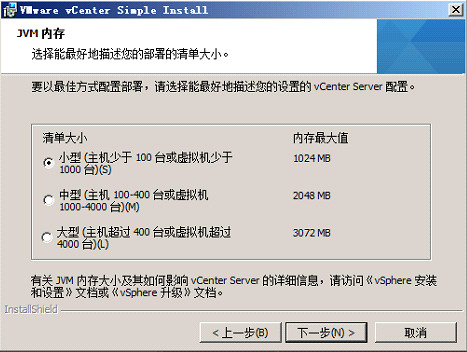 VMware vCenter Simple Install
JVM 内存
选择能最好地描述您的部署的清单大小。
要以最佳方式配置部署，请选择能最好地描述您的设置的 vCenter Server 配置。
清单大小 内存最大值
小型 (主机少于 100 台或虚拟机少于 1024 MB
1000 台)(S)
中型 (主机 100-400 台或虚拟机 2048 MB
1000-4000 台)(M)
大型 (主机超过 400 台或虚拟机超过 3072 MB
4000 台)(L)
有关 JVM 内存大小及其如何影响 vCenter Server 的详细信息，请访问《vSphere 安装
和设置》文档或《vSphere 升级》文档。
InstallShield
< 上一步(B) 下一步(N) > 取消